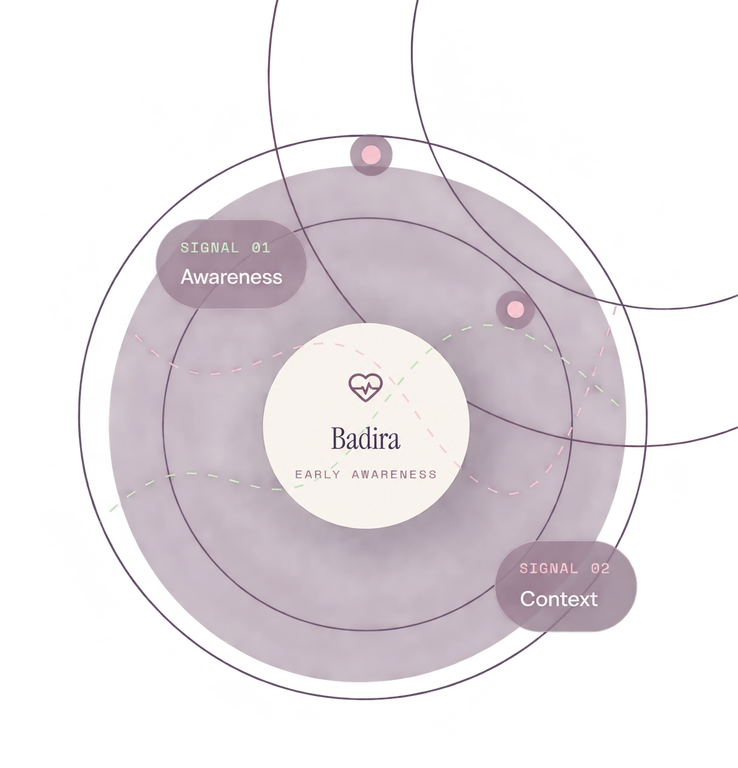 SIGNAL 01
Awareness
Badira
EARLY AWARENESS
SIGNAL 02
Context